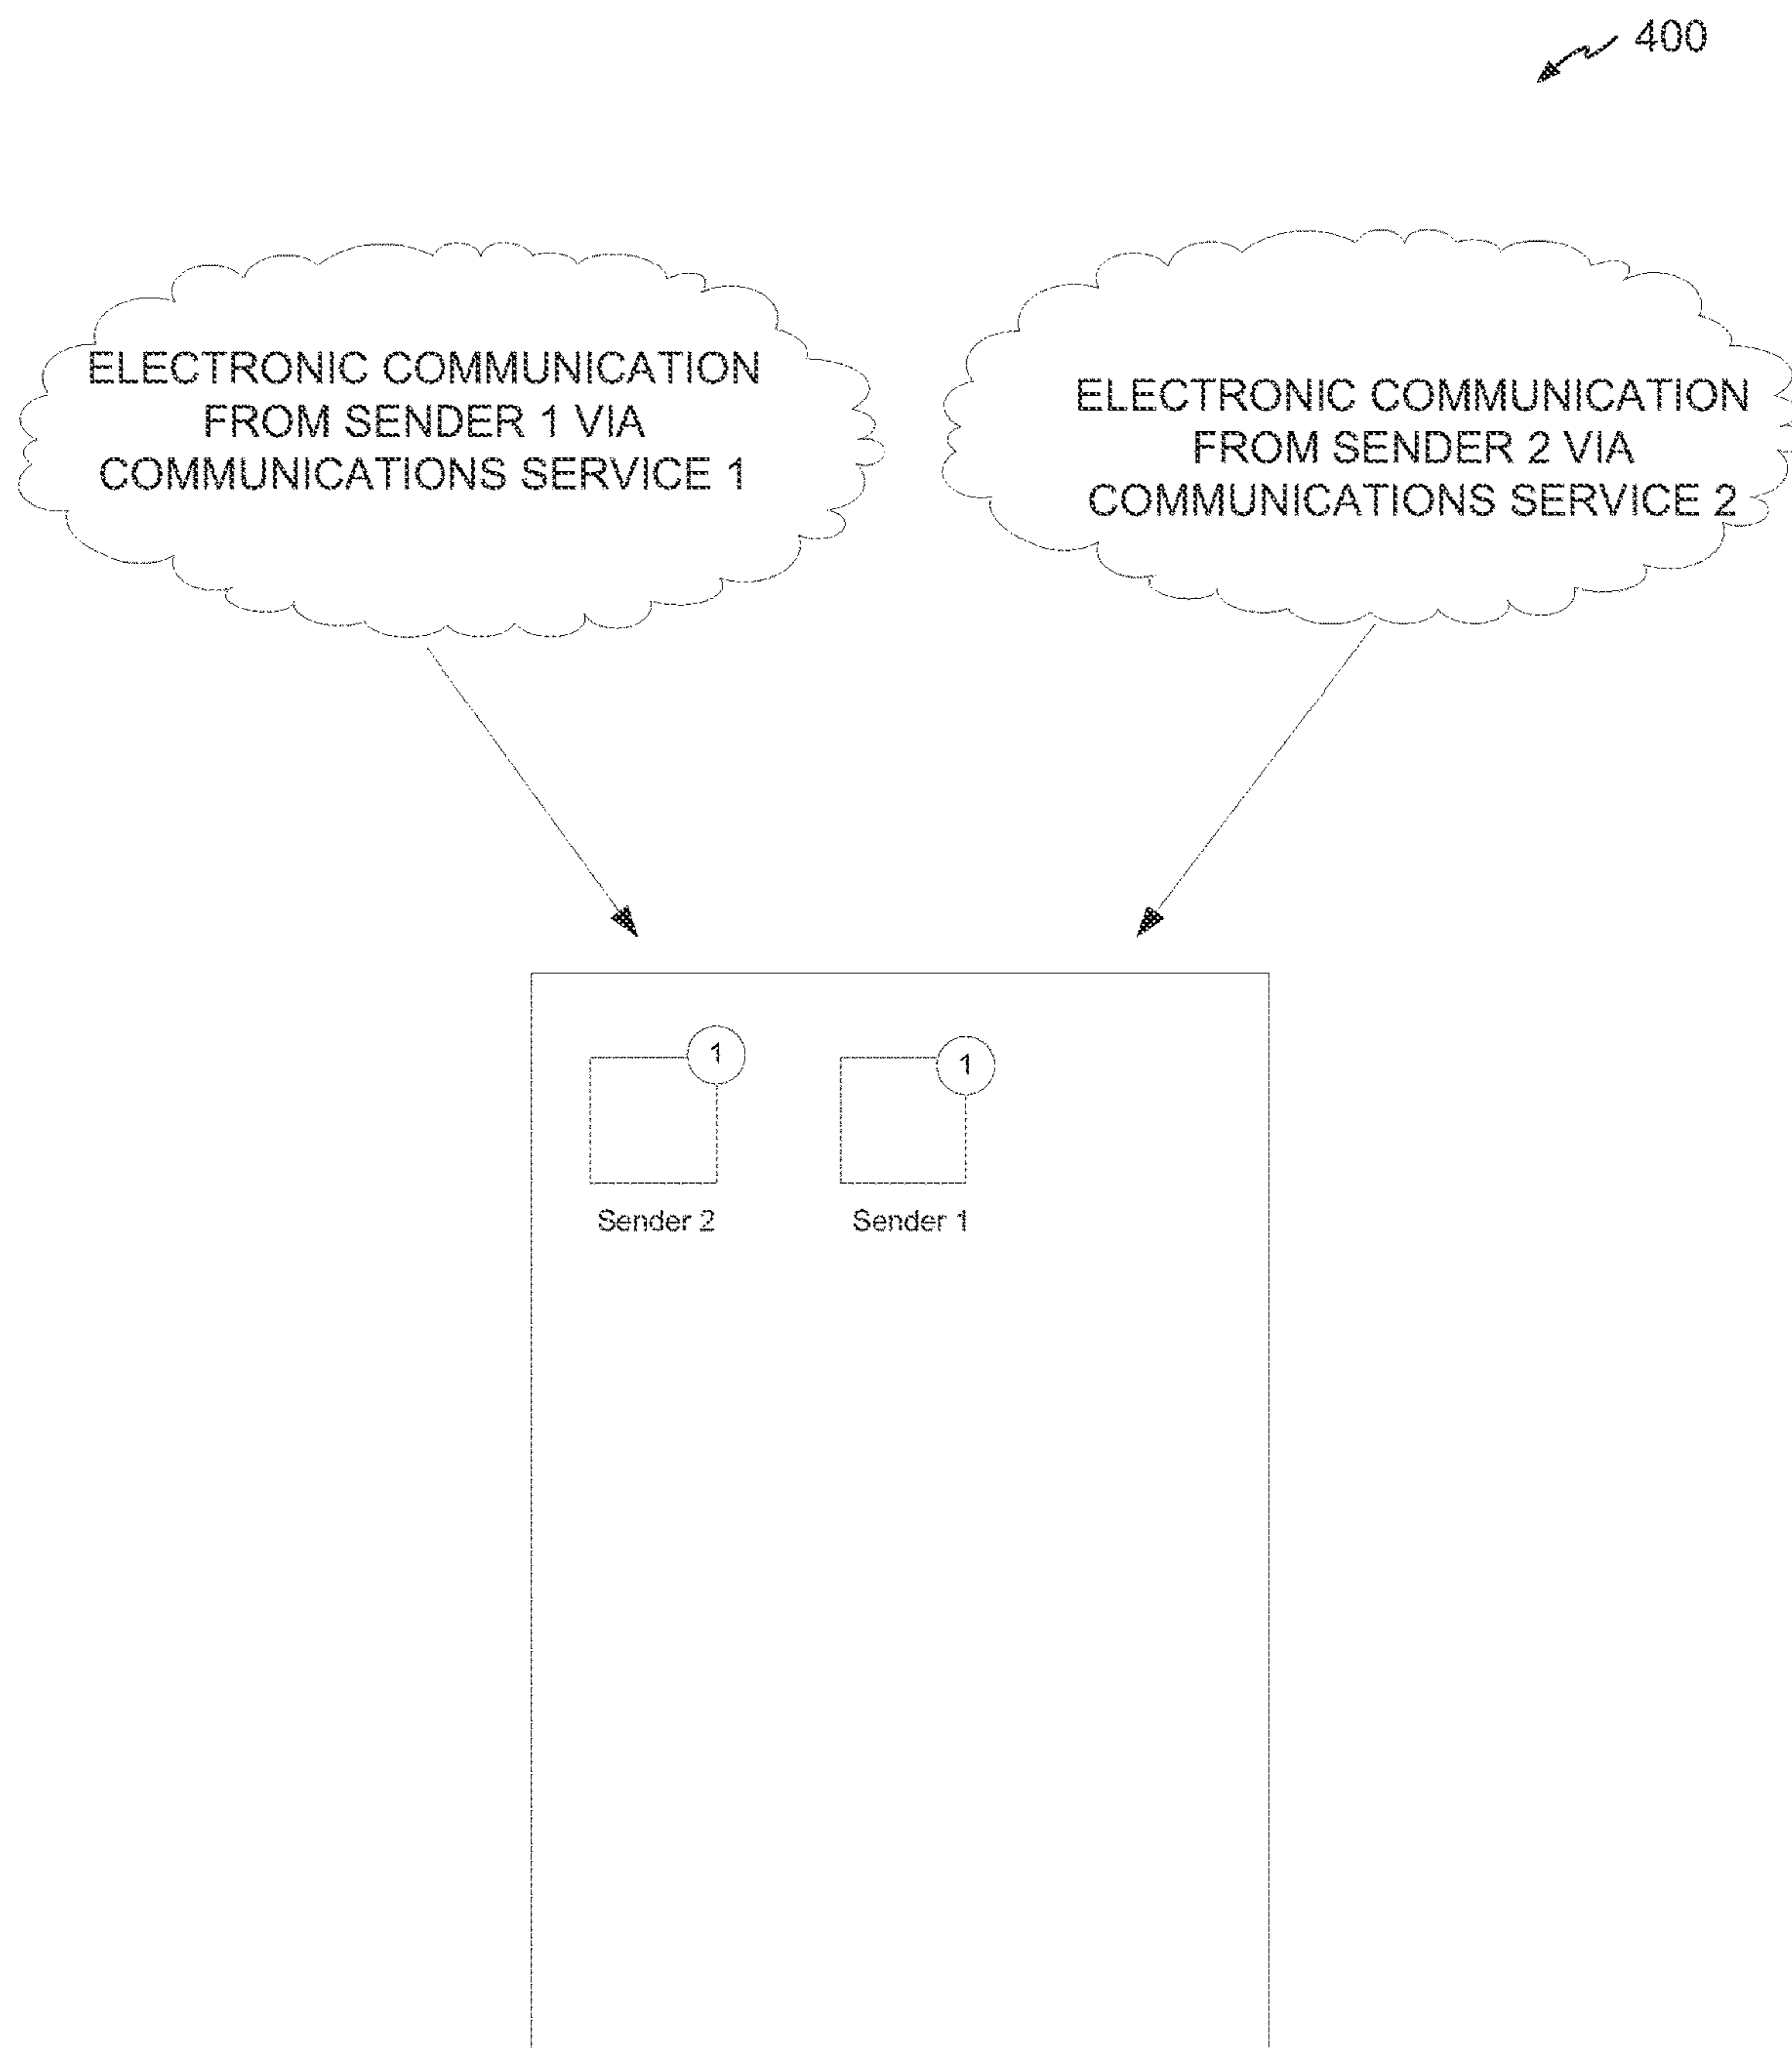 400
ELECTRONIC COMMUNICATION
FROM SENDER 1 VIA
COMMUNICATIONS SERVICE 1
ELECTRONIC COMMUNICATION
FROM SENDER 2 VIA
COMMUNICATIONS SERVICE 2
1 1
Sender 2 Sender 1